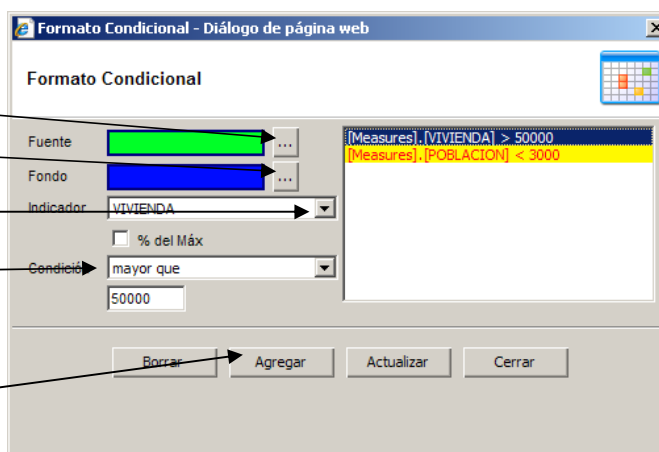 Formato Condicional - Diálogo de página web
Formato Condicional
Fuente
...
Fondo
...
Indicador VIVIENDA
% del Máx
Condición mayor que
50000
[Measures].[VIVIENDA] > 50000
[Measures].[POBLACION] < 3000
Borrar Agregar Actualizar Cerrar